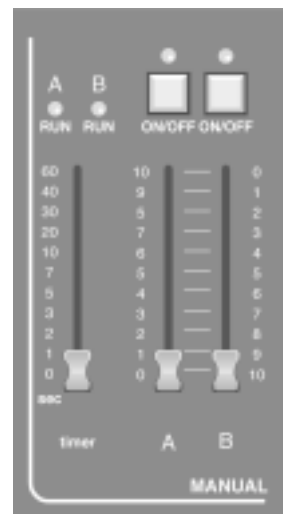 A B
RUN RUN ON/OFF ON/OFF
60 10 0
40 9 1
30 5 2
20 7 3
10 6 4
7 5 5
5 4 6
3 3 7
2 2 8
1 1 9
0 0 10
sec
timer A B
MANUAL